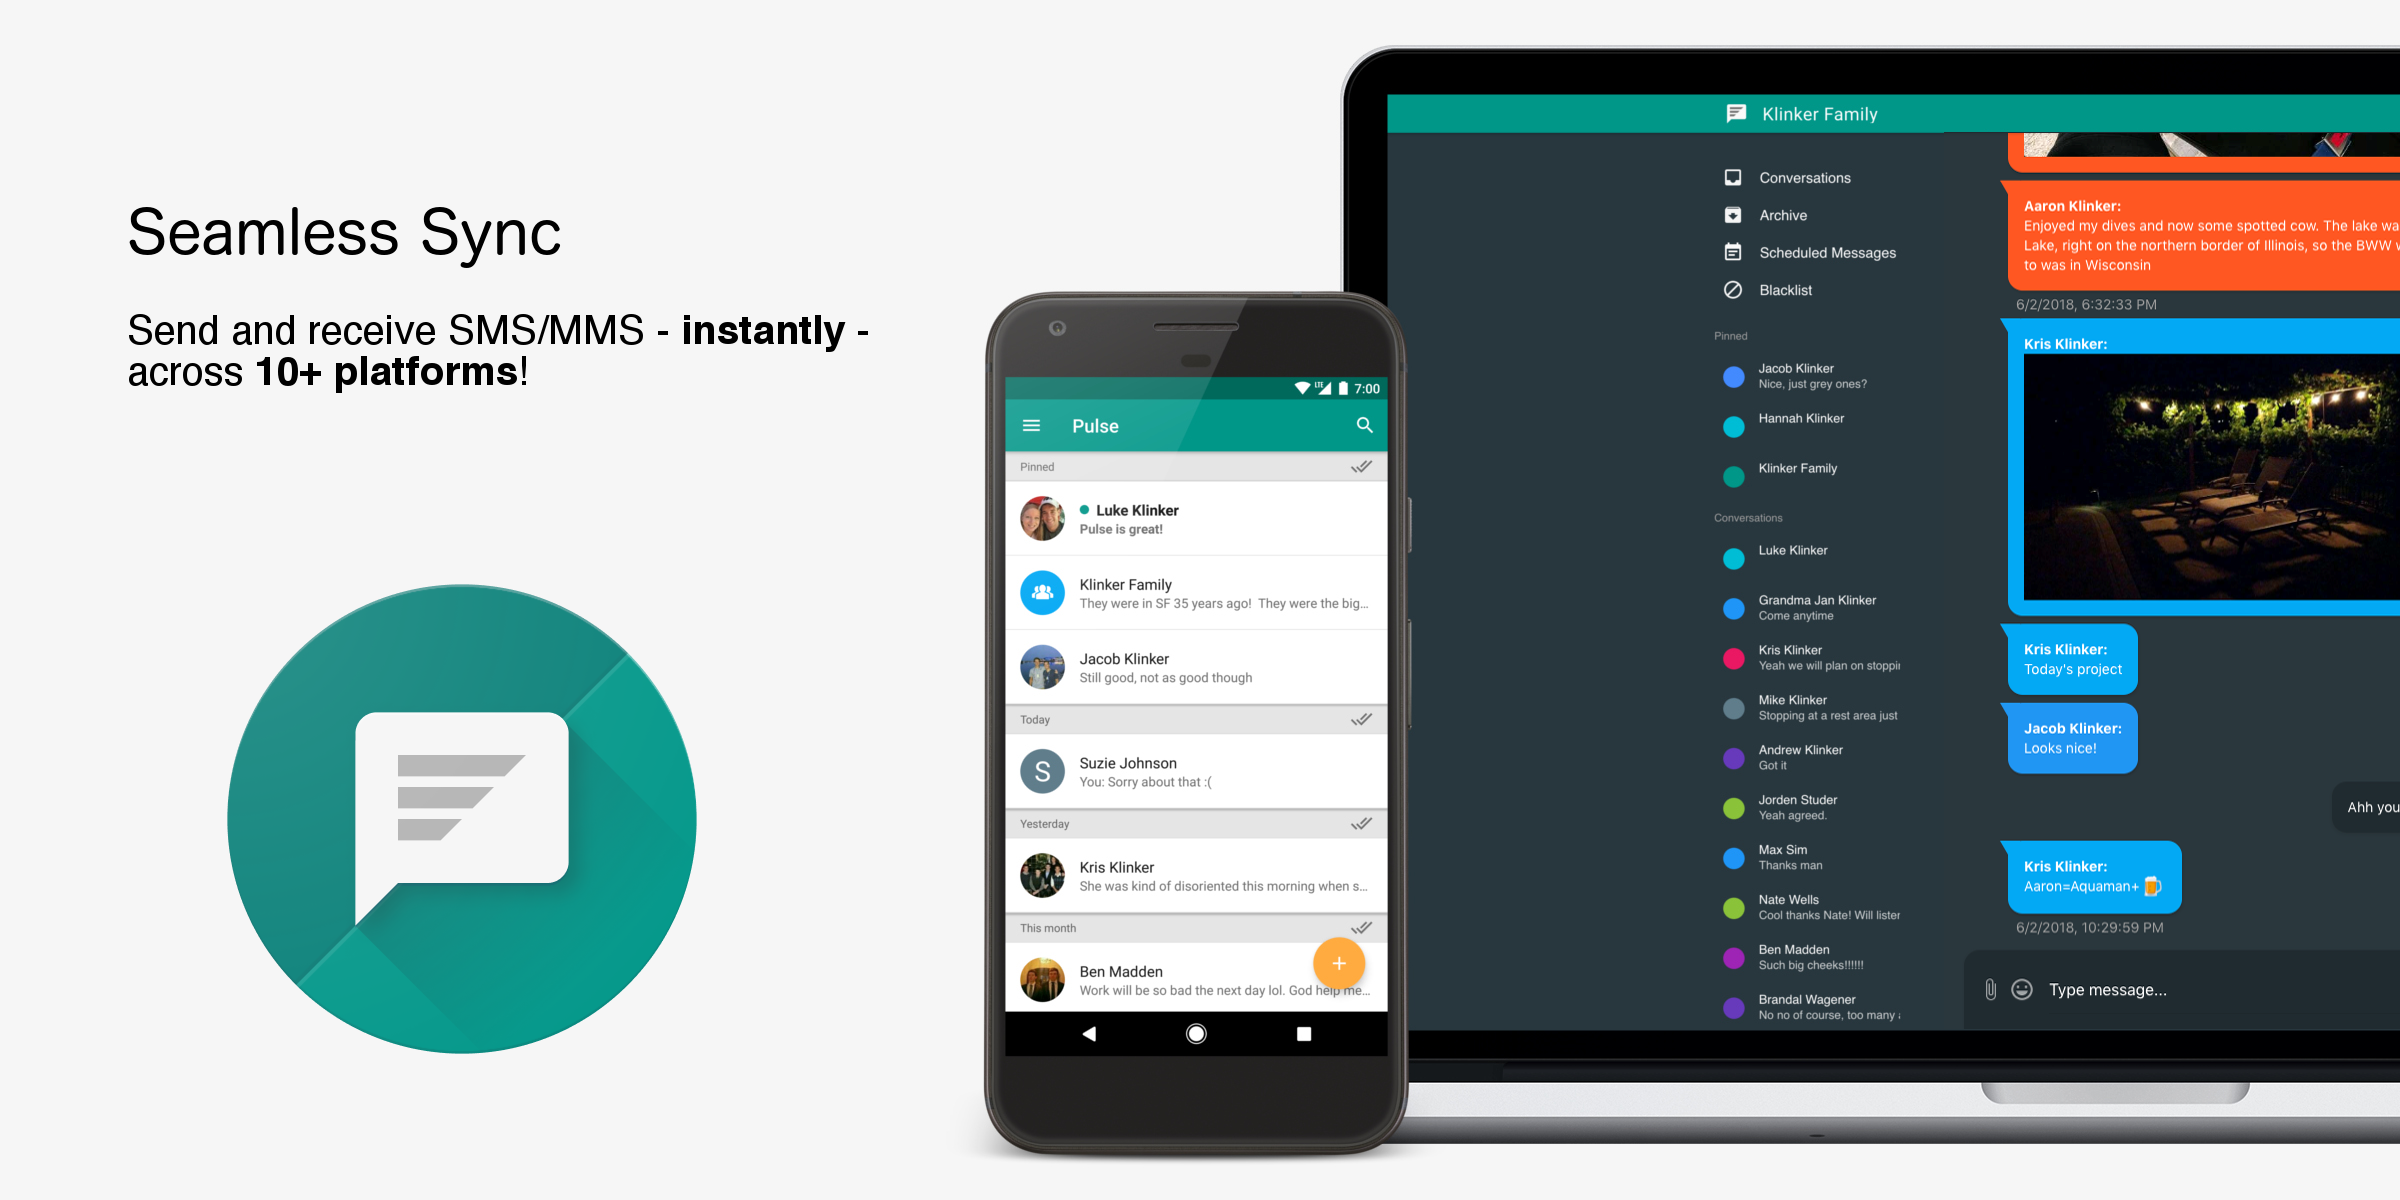 Seamless Sync
Send and receive SMS/MMS - instantly -
across 10+ platforms!
LTE
7:00
Pulse
Pinned
Luke Klinker
Pulse is great!
Klinker Family
They were in SF 35 years ago! They were the big...
Jacob Klinker
Still good, not as good though
Today
S
Suzie Johnson
You: Sorry about that :(
Yesterday
Kris Klinker
She was kind of disoriented this morning when s...
This month
Ben Madden
Work will be so bad the next day lol. God help me...
+
Klinker Family
Conversations
Archive
Scheduled Messages
Blacklist
Pinned
Jacob Klinker
Nice, just grey ones?
Hannah Klinker
Klinker Family
Conversations
Luke Klinker
Grandma Jan Klinker
Come anytime
Kris Klinker
Yeah we will plan on stoppi
Mike Klinker
Stopping at a rest area just
Andrew Klinker
Got it
Jorden Studer
Yeah agreed.
Max Sim
Thanks man
Nate Wells
Cool thanks Nate! Will lister
Ben Madden
Such big cheeks!!!!!!
Brandal Wagener
No no of course, too many
Aaron Klinker:
Enjoyed my dives and now some spotted cow. The lake wa
Lake, right on the northern border of Illinois, so the BWW
to was in Wisconsin
6/2/2018, 6:32:33 PM
Kris Klinker:
Kris Klinker:
Today's project
Jacob Klinker:
Looks nice!
Ahh you
Kris Klinker:
Aaron=Aquaman+ 🍺
6/2/2018, 10:29:59 PM
Type message...